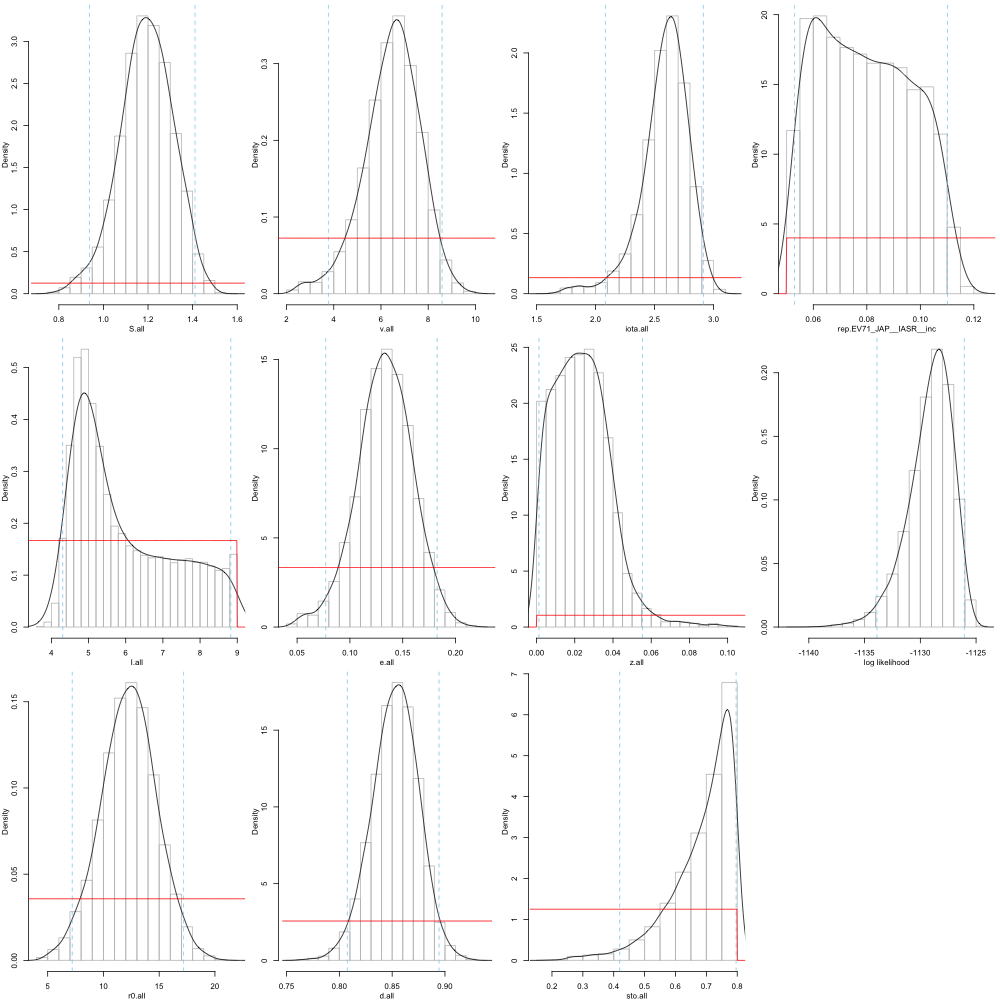 Density
0.0 0.5 1.0 1.5 2.0 2.5 3.0
0.8 1.0 1.2 1.4 1.6
S.all
Density
0.0 0.1 0.2 0.3
2 4 6 8 10
v.all
Density
0.0 0.5 1.0 1.5 2.0
1.5 2.0 2.5 3.0
iota.all
Density
0 5 10 15 20
0.06 0.08 0.10 0.12
rep.EV71_JAP__IASR__inc
Density
0.0 0.1 0.2 0.3 0.4 0.5
4 5 6 7 8 9
l.all
Density
0 5 10 15
0.05 0.10 0.15 0.20
e.all
Density
0 5 10 15 20 25
0.00 0.02 0.04 0.06 0.08 0.10
z.all
Density
0.00 0.05 0.10 0.15 0.20
-1140 -1135 -1130 -1125
log likelihood
Density
0.00 0.05 0.10 0.15
5 10 15 20
r0.all
Density
0 5 10 15
0.75 0.80 0.85 0.90
d.all
Density
0 1 2 3 4 5 6 7
0.2 0.3 0.4 0.5 0.6 0.7 0.8
sto.all